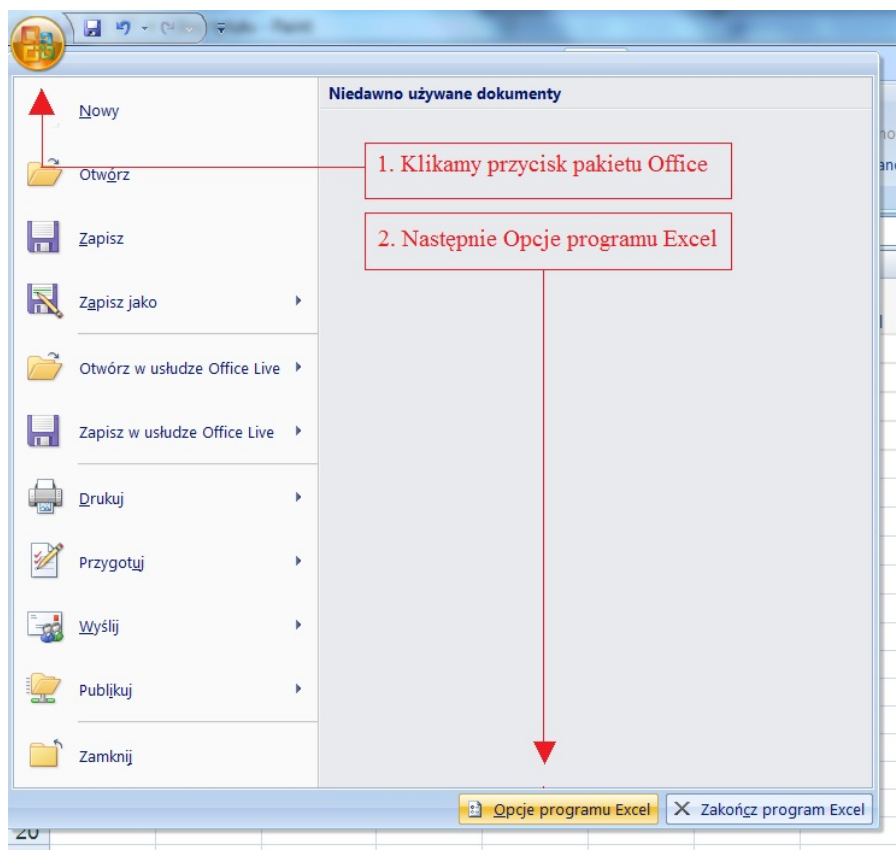 Niedawno używane dokumenty
Nowy
1. Klikamy przycisk pakietu Office
Otwórz
Zapisz
2. Następnie Opcje programu Excel
Zapisz jako
Otwórz w usłudze Office Live
Zapisz w usłudze Office Live
Drukuj
Przygotuj
Wyślij
Publikuj
Zamknij
Opcje programu Excel
Zakończ program Excel
20